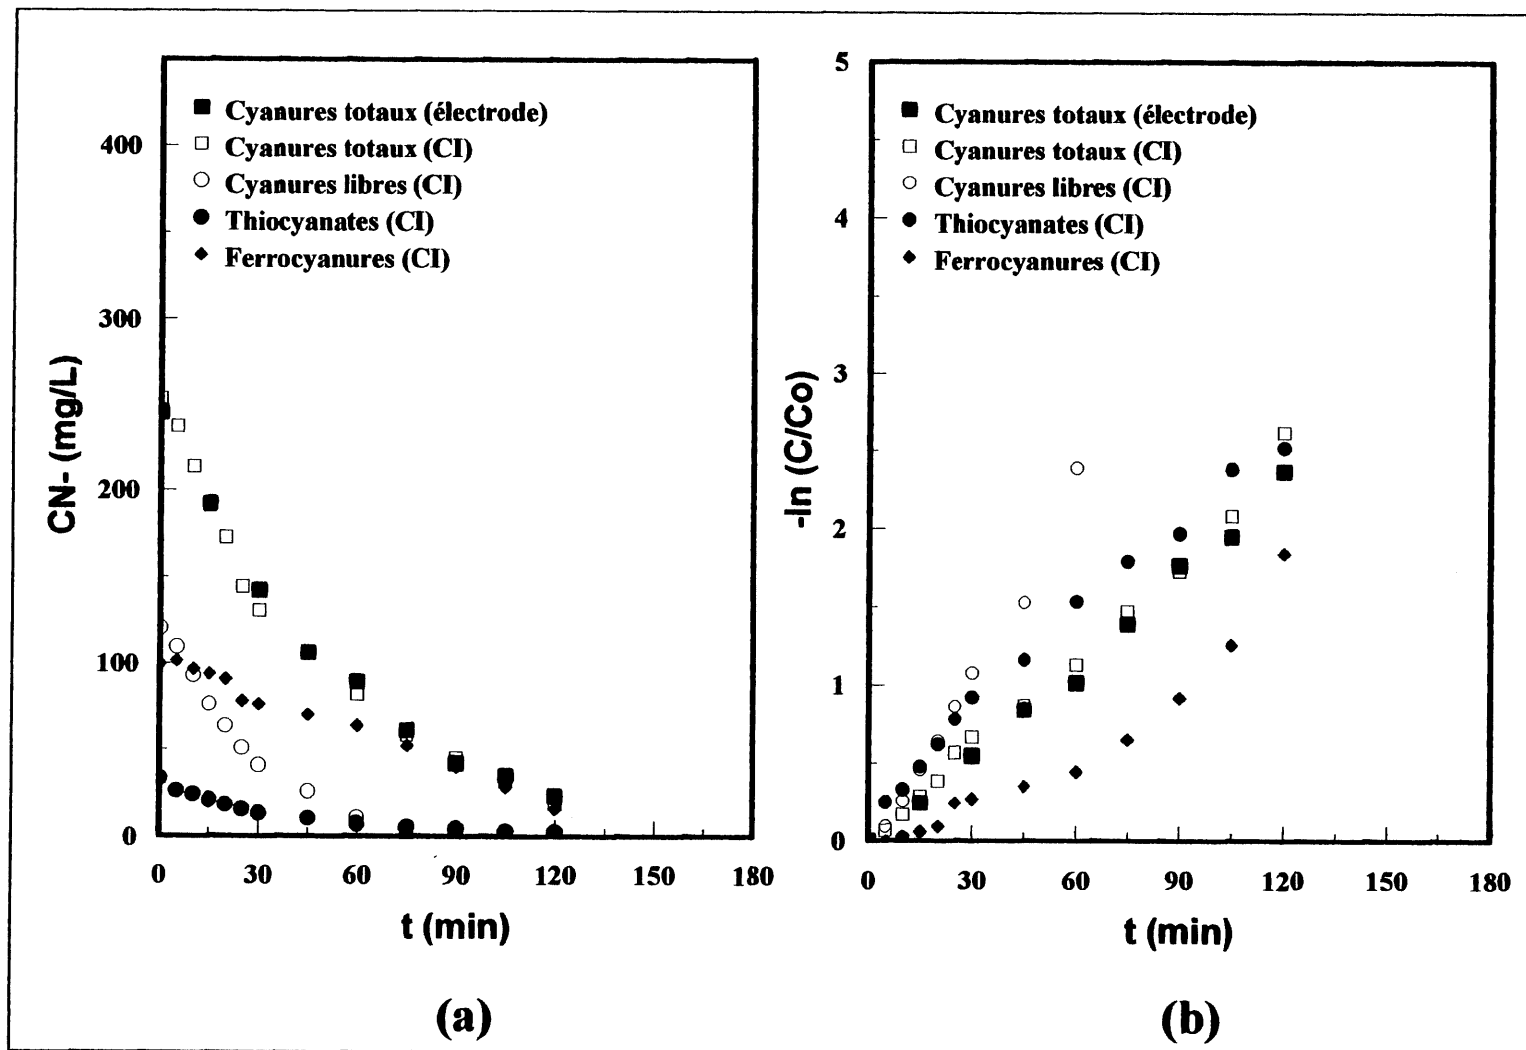 Cyanures totaux (électrode)
Cyanures totaux (CI)
Cyanures libres (CI)
Thiocyanates (CI)
Ferrocyanures (CI)
400
300
200
100
0
CN- (mg/L)
0 30 60 90 120 150 180
t (min)
(a)
Cyanures totaux (électrode)
Cyanures totaux (CI)
Cyanures libres (CI)
Thiocyanates (CI)
Ferrocyanures (CI)
5
4
3
2
1
0
-ln (C/Co)
0 30 60 90 120 150 180
t (min)
(b)